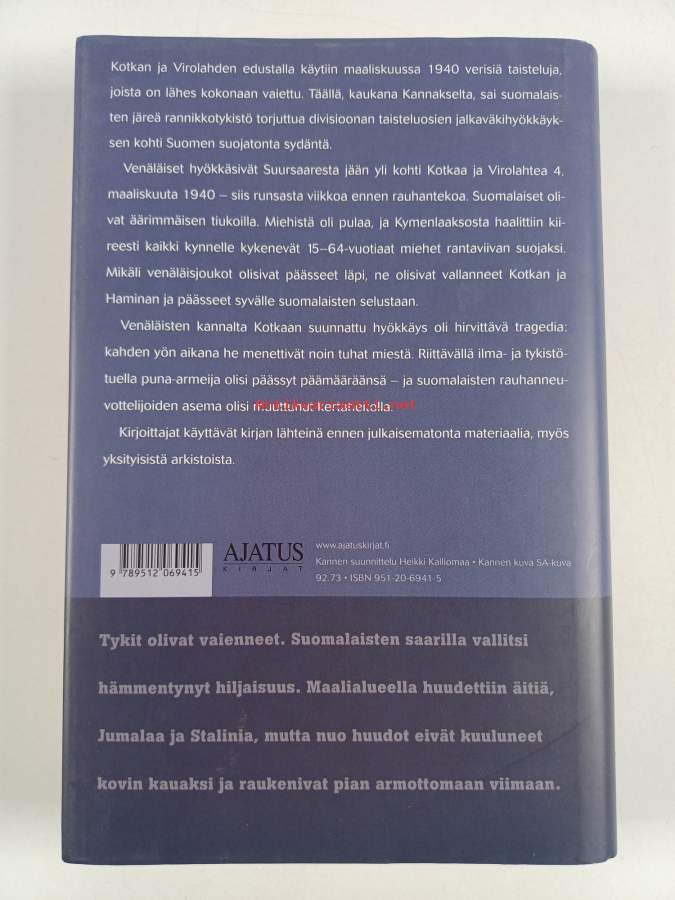 Kotkan ja Virolahden edustalla käytiin maaliskuussa 1940 verisiä taisteluja,
joista on lähes kokonaan vaiettu. Täällä, kaukana Kannakselta, sai suomalais-
ten järeä rannikkotykistö torjuttua divisioonan taisteluosien jalkaväkihyökkäyk-
sen kohti Suomen suojatonta sydäntä.
Venäläiset hyökkäsivät Suursaaresta jään yli kohti Kotkaa ja Virolahtea 4.
maaliskuuta 1940 – siis runsasta viikkoa ennen rauhantekoa. Suomalaiset oli-
vat äärimmäisen tiukoilla. Miehistä oli pulaa, ja Kymenlaaksosta haalittiin kii-
reesti kaikki kynnelle kykenevät 15–64-vuotiaat miehet rantaviivan suojaksi.
Mikäli venäläisjoukot olisivat päässeet läpi, ne olisivat vallanneet Kotkan ja
Haminan ja päässeet syvälle suomalaisten selustaan.
Venäläisten kannalta Kotkaan suunnattu hyökkäys oli hirvittävä tragedia:
kahden yön aikana he menettivät noin tuhat miestä. Riittävällä ilma- ja tykistö-
tuella puna-armeija olisi päässyt päämääräänsä – ja suomalaisten rauhanneu-
vottelijoiden asema olisi muuttunut kertaheitolla.
Antikvariaatti.net
Kirjoittajat käyttävät kirjan lähteinä ennen julkaisematonta materiaalia, myös
yksityisistä arkistoista.
9 789512 069415
AJATUS
KIRJAT
www.ajatuskirjat.fi
Kannen suunnittelu Heikki Kalliomaa • Kannen kuva SA-kuva
92.73 • ISBN 951-20-6941-5
Tykit olivat vaienneet. Suomalaisten saarilla vallitsi
hämmentynyt hiljaisuus. Maalialueella huudettiin äitiä,
Jumalaa ja Stalinia, mutta nuo huudot eivät kuuluneet
kovin kauaksi ja raukenivat pian armottomaan viimaan.